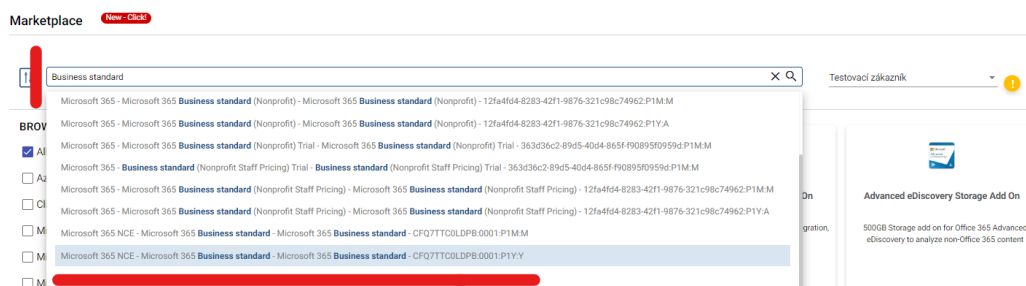 Marketplace
New - Click!
Business standard
Testovací zákazník
Microsoft 365 - Microsoft 365 Business standard (Nonprofit) - Microsoft 365 Business standard (Nonprofit) - 12fa4fd4-8283-42f1-9876-321c98c74962:P1M:M
Microsoft 365 - Microsoft 365 Business standard (Nonprofit) - Microsoft 365 Business standard (Nonprofit) - 12fa4fd4-8283-42f1-9876-321c98c74962:P1Y:A
Microsoft 365 - Microsoft 365 Business standard (Nonprofit) Trial - Microsoft 365 Business standard (Nonprofit) Trial - 363d36c2-89d5-40d4-865f-f90895f0959d:P1M:M
Microsoft 365 - Business standard (Nonprofit Staff Pricing) Trial - Business standard (Nonprofit Staff Pricing) Trial - 363d36c2-89d5-40d4-865f-f90895f0959d:P1M:M
Microsoft 365 - Microsoft 365 Business standard (Nonprofit Staff Pricing) - Microsoft 365 Business standard (Nonprofit Staff Pricing) - 12fa4fd4-8283-42f1-9876-321c98c74962:P1M:M
Microsoft 365 - Microsoft 365 Business standard (Nonprofit Staff Pricing) - Microsoft 365 Business standard (Nonprofit Staff Pricing) - 12fa4fd4-8283-42f1-9876-321c98c74962:P1Y:A
Microsoft 365 NCE - Microsoft 365 Business standard - Microsoft 365 Business standard - CFQ7TTC0LDPB:0001:P1M:M
Microsoft 365 NCE - Microsoft 365 Business standard - Microsoft 365 Business standard - CFQ7TTC0LDPB:0001:P1Y:Y
BROW
Al
Az
Cl
Mi
Mi
Mi
On
gration,
Advanced eDiscovery Storage Add On
500GB Storage add on for Office 365 Advanced
eDiscovery to analyze non-Office 365 content